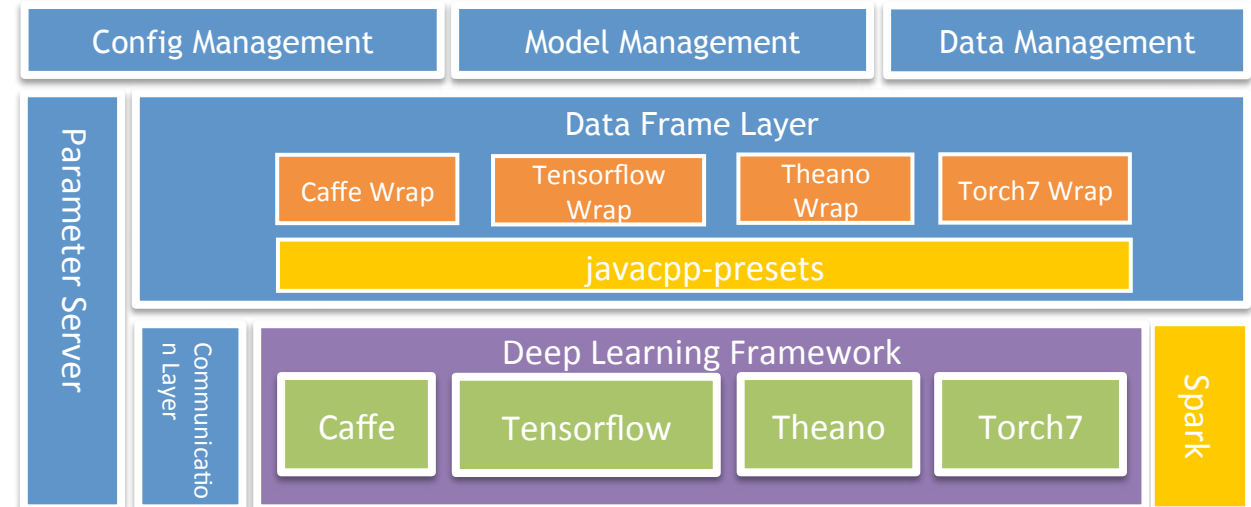 Config Management
Model Management
Data Management
Parameter Server
Data Frame Layer
Caffe Wrap
Tensorflow
Wrap
Theano
Wrap
Torch7 Wrap
javacpp-presets
Communicatio
n Layer
Deep Learning Framework
Caffe
Tensorflow
Theano
Torch7
Spark